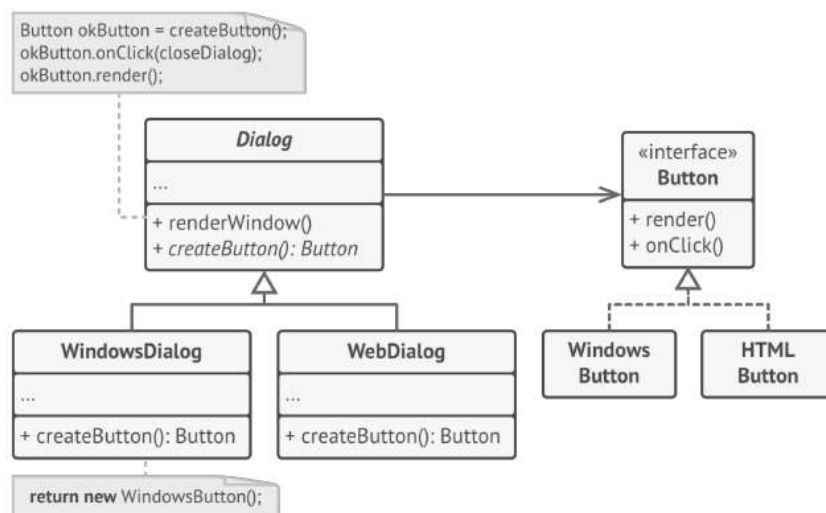 Button okButton = createButton();
okButton.onClick(closeDialog);
okButton.render();
Dialog
...
+ renderWindow()
+ createButton(): Button
«interface»
Button
+ render()
+ onClick()
WindowsDialog
...
+ createButton(): Button
WebDialog
...
+ createButton(): Button
Windows
Button
HTML
Button
return new WindowsButton();